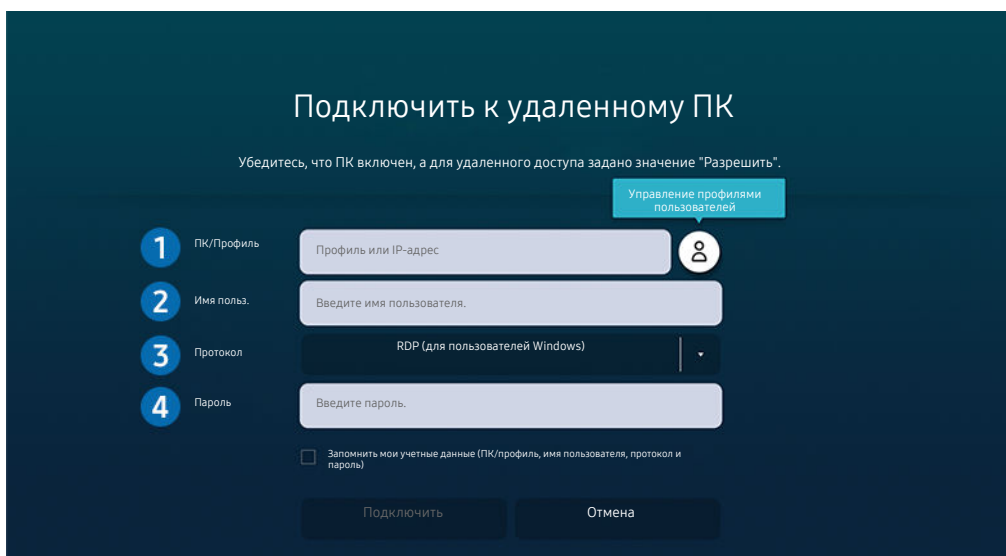 Подключить к удаленному ПК
Убедитесь, что ПК включен, а для удаленного доступа задано значение "Разрешить".
Управление профилями
пользователей
1 ПК/Профиль Профиль или IP-адрес
2 Имя польз. Введите имя пользователя.
3 Протокол RDP (для пользователей Windows)
4 Пароль Введите пароль.
Запомнить мои учетные данные (ПК/профиль, имя пользователя, протокол и
пароль)
Подключить Отмена